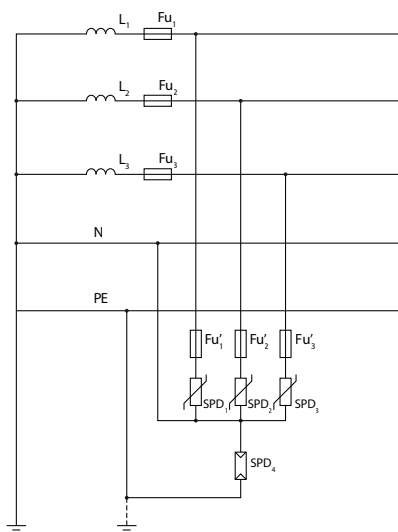 L₁ Fu₁
L₂ Fu₂
L₃ Fu₃
N
PE
Fu'₁ Fu'₂ Fu'₃
SPD₁ SPD₂ SPD₃
SPD₄